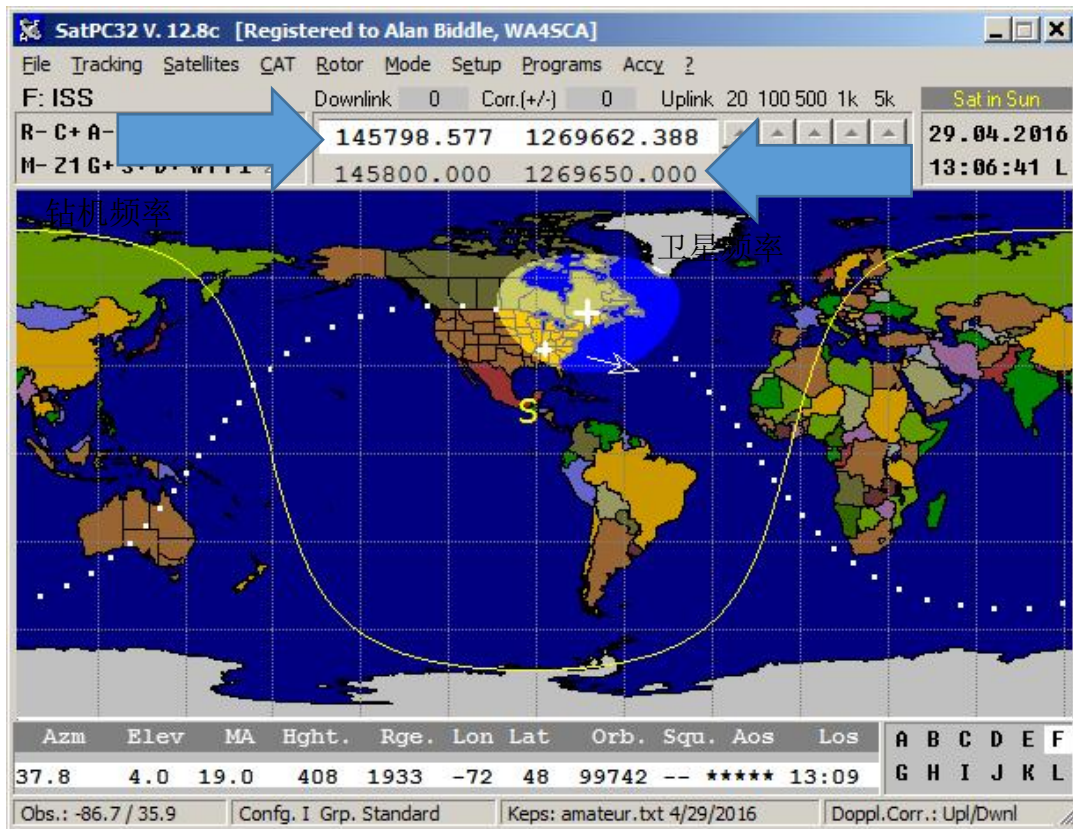 SatPC32 V. 12.8c [Registered to Alan Biddle, WA4SCA]
File Tracking Satellites CAT Rotor Mode Setup Programs Accy ?
F: ISS Downlink 0 Corr.(+/-) 0 Uplink 20 100 500 1k 5k Sat in Sun
R- C+ A- 145798.577 1269662.388 29.04.2016
M- Z1 G+ 145800.000 1269650.000 13:06:41 L
钻机频率
卫星频率
S
Azm Elev MA Hght. Rge. Lon Lat Orb. Squ. Aos Los A B C D E F
37.8 4.0 19.0 408 1933 -72 48 99742 -- ***** 13:09 G H I J K L
Obs.: -86.7 / 35.9 Confg. I Grp. Standard Keps: amateur.txt 4/29/2016 Doppl.Corr.: Upl/Dwnl